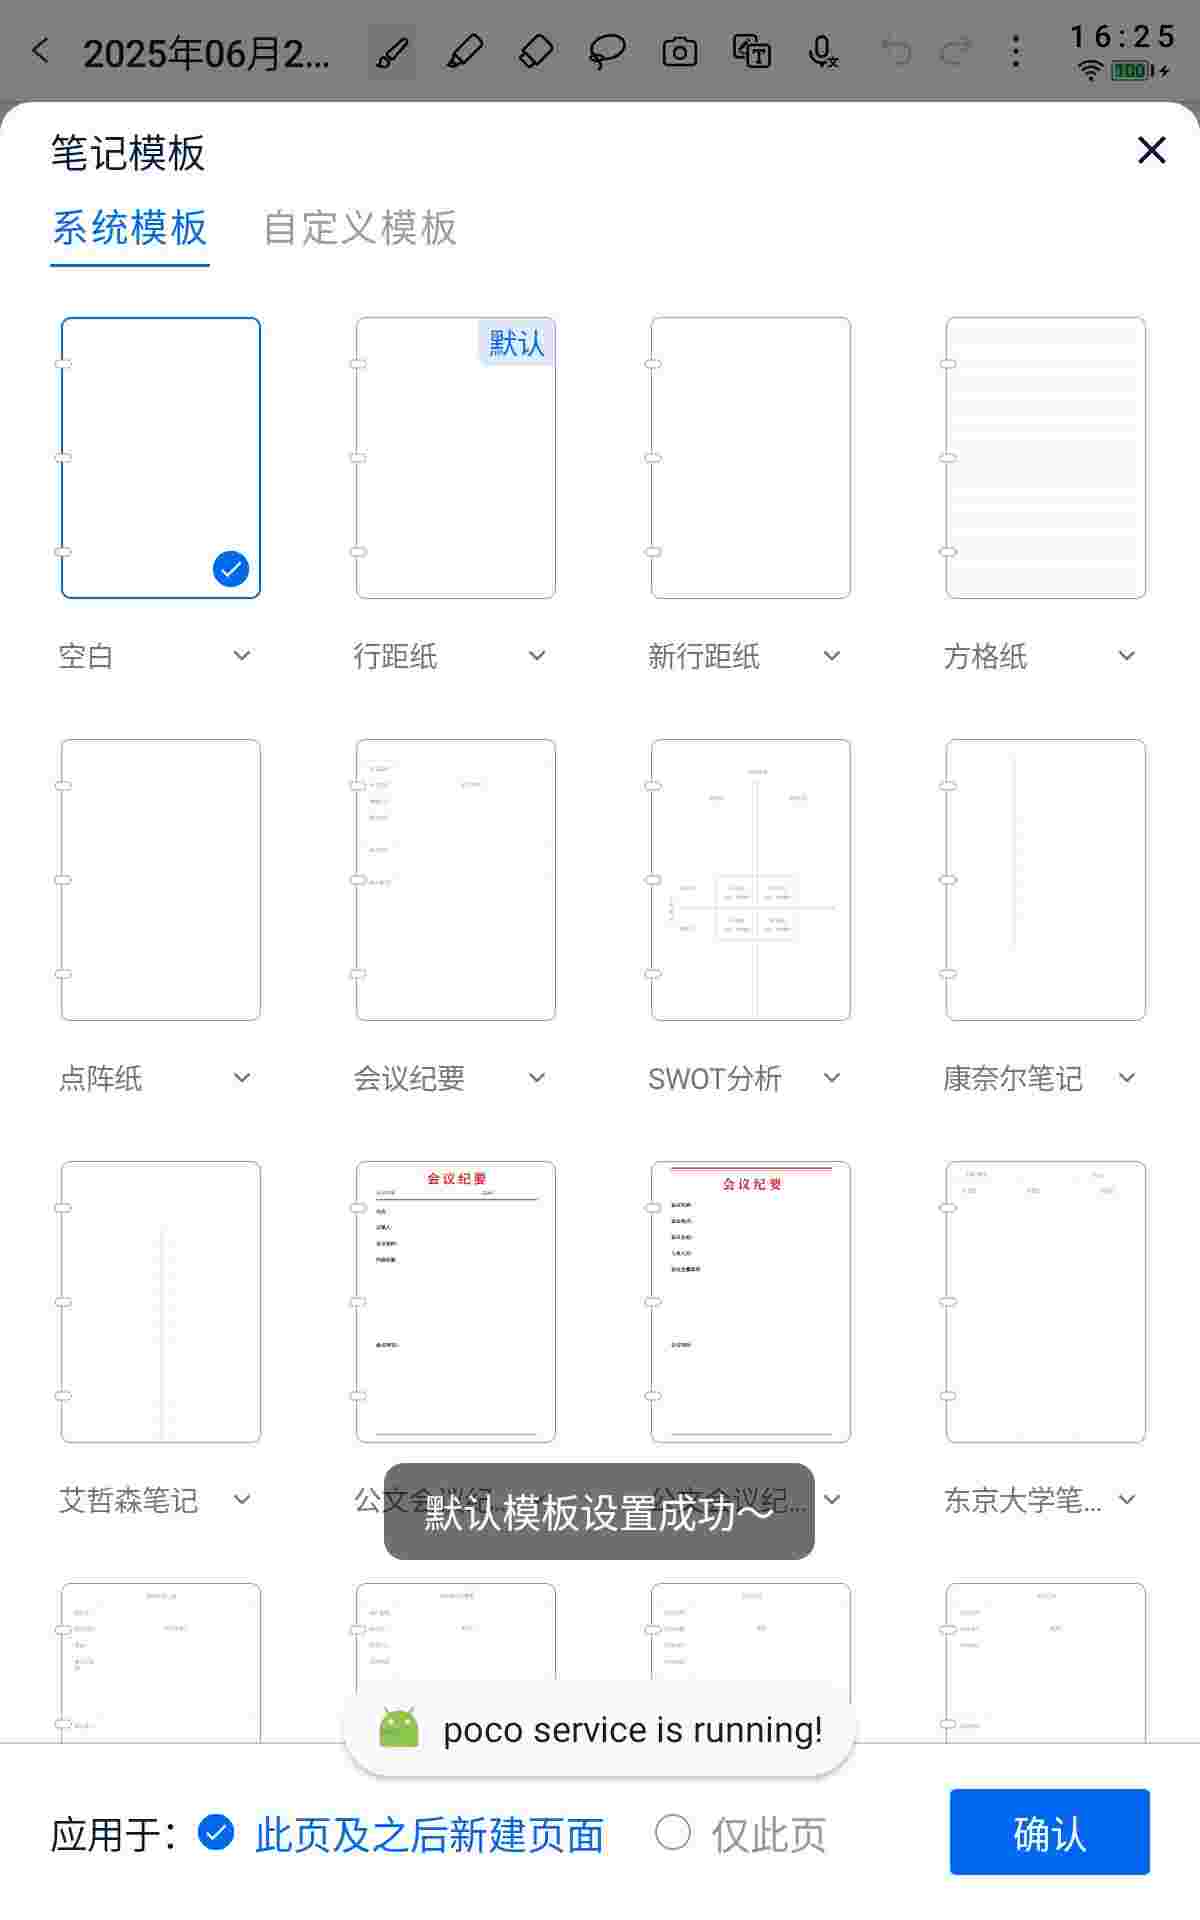 2025年06月2...
16:25
100
笔记模板
系统模板 自定义模板
默认
空白 行距纸 新行距纸 方格纸
点阵纸 会议纪要 SWOT分析 康奈尔笔记
会议纪要
会议纪要
艾哲森笔记 公文会议纪... 公文会议纪... 东京大学笔...
默认模板设置成功～
poco service is running!
应用于： 此页及之后新建页面 仅此页 确认